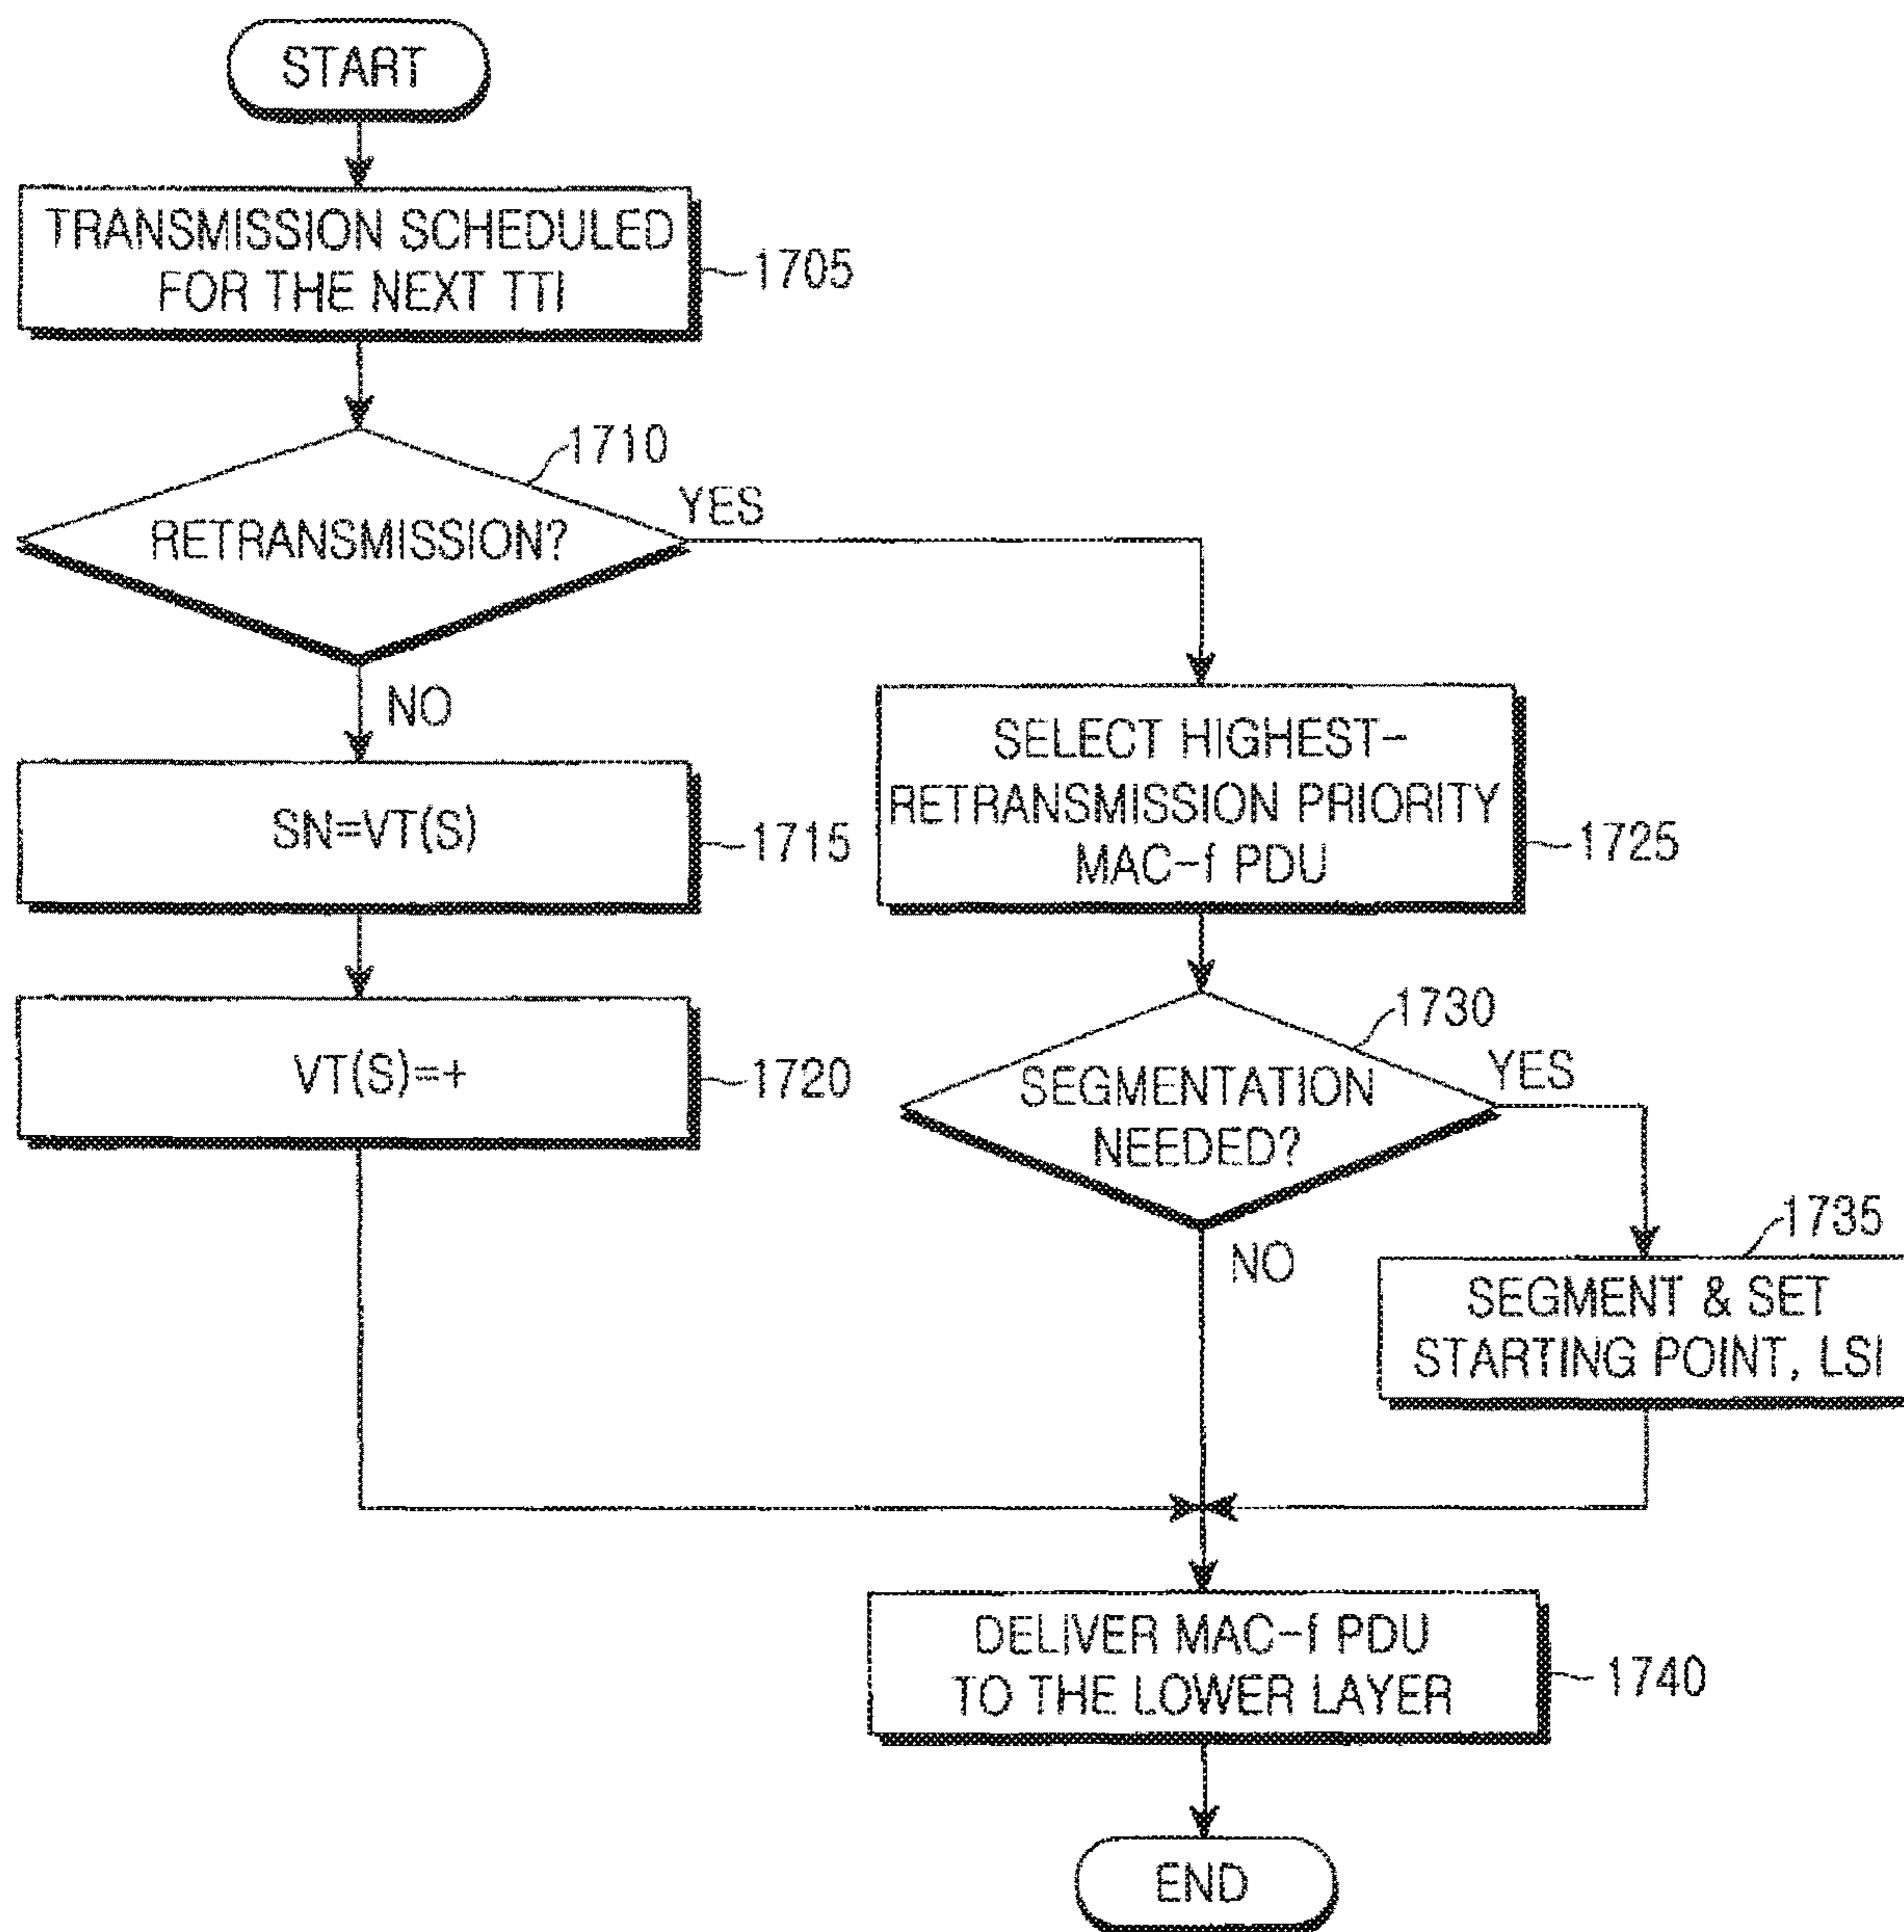 START
TRANSMISSION SCHEDULED
FOR THE NEXT TTI
1705
1710
RETRANSMISSION?
YES
NO
SN=VT(S)
1715
VT(S)=+
1720
SELECT HIGHEST-
RETRANSMISSION PRIORITY
MAC-f PDU
1725
1730
SEGMENTATION
NEEDED?
YES
NO
1735
SEGMENT & SET
STARTING POINT, LSI
DELIVER MAC-f PDU
TO THE LOWER LAYER
1740
END